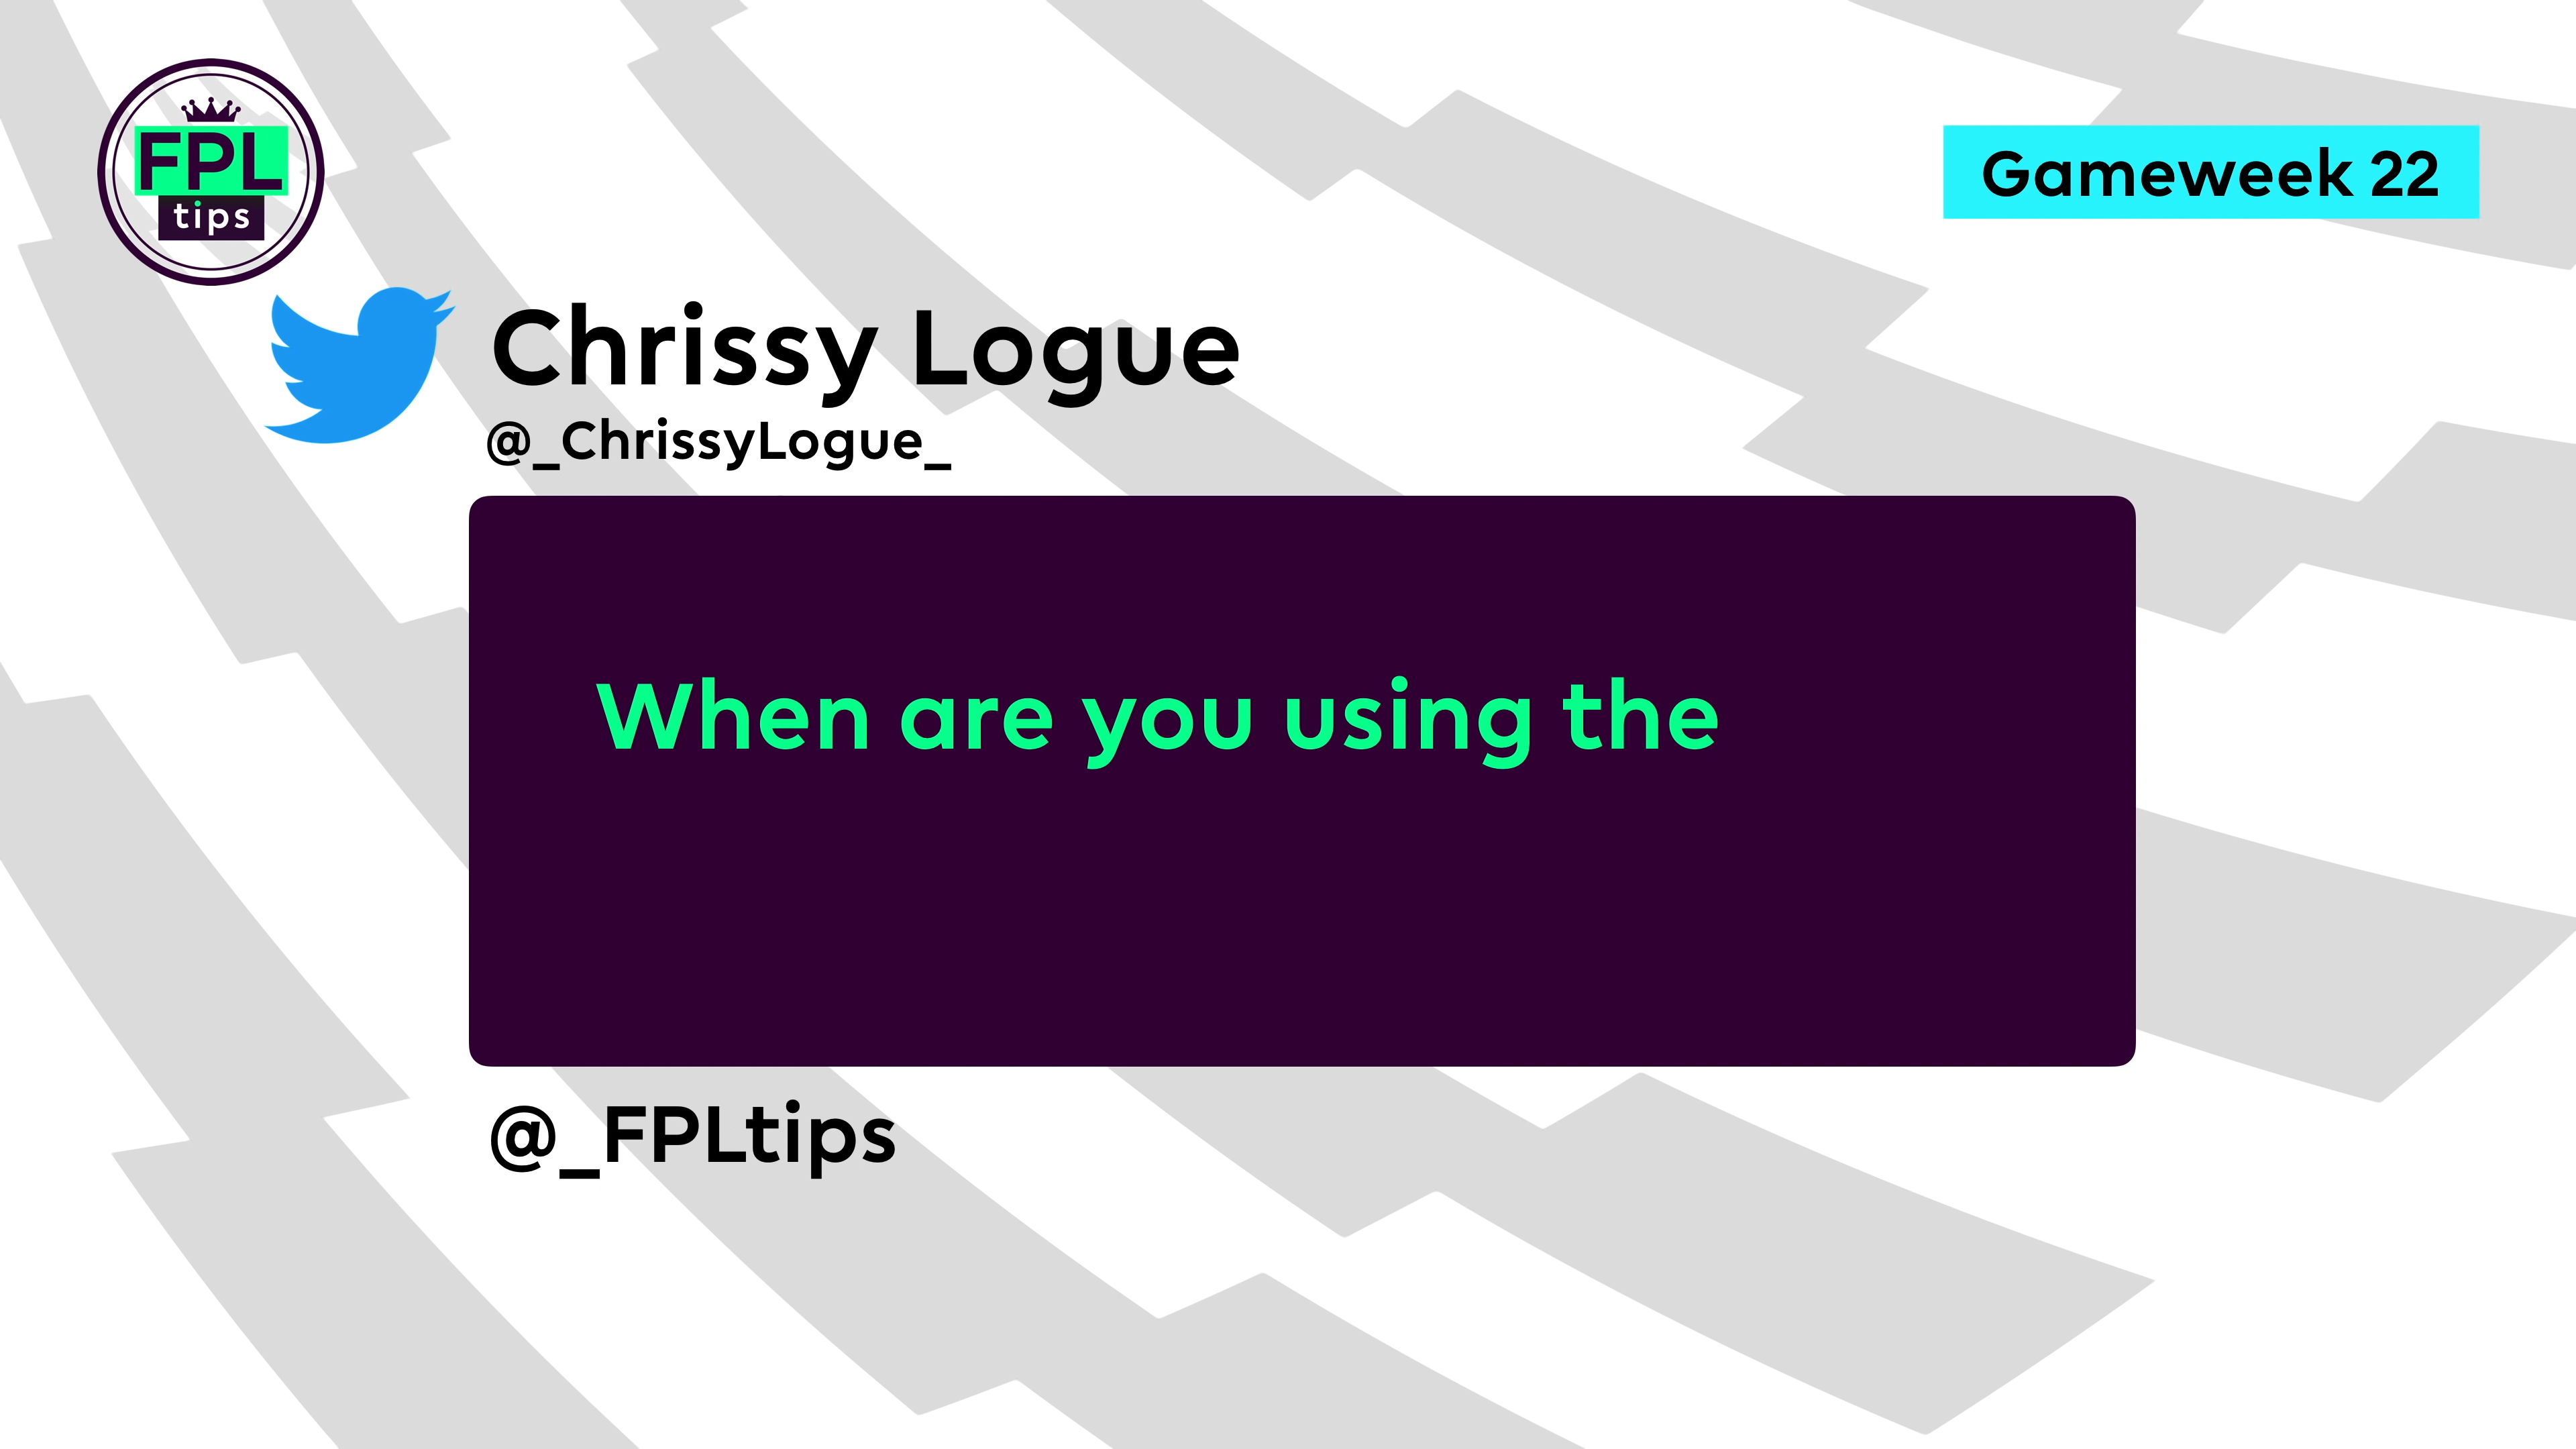 FPL
tips
Gameweek 22
Chrissy Logue
@_ChrissyLogue_
When are you using the
@_FPLtips